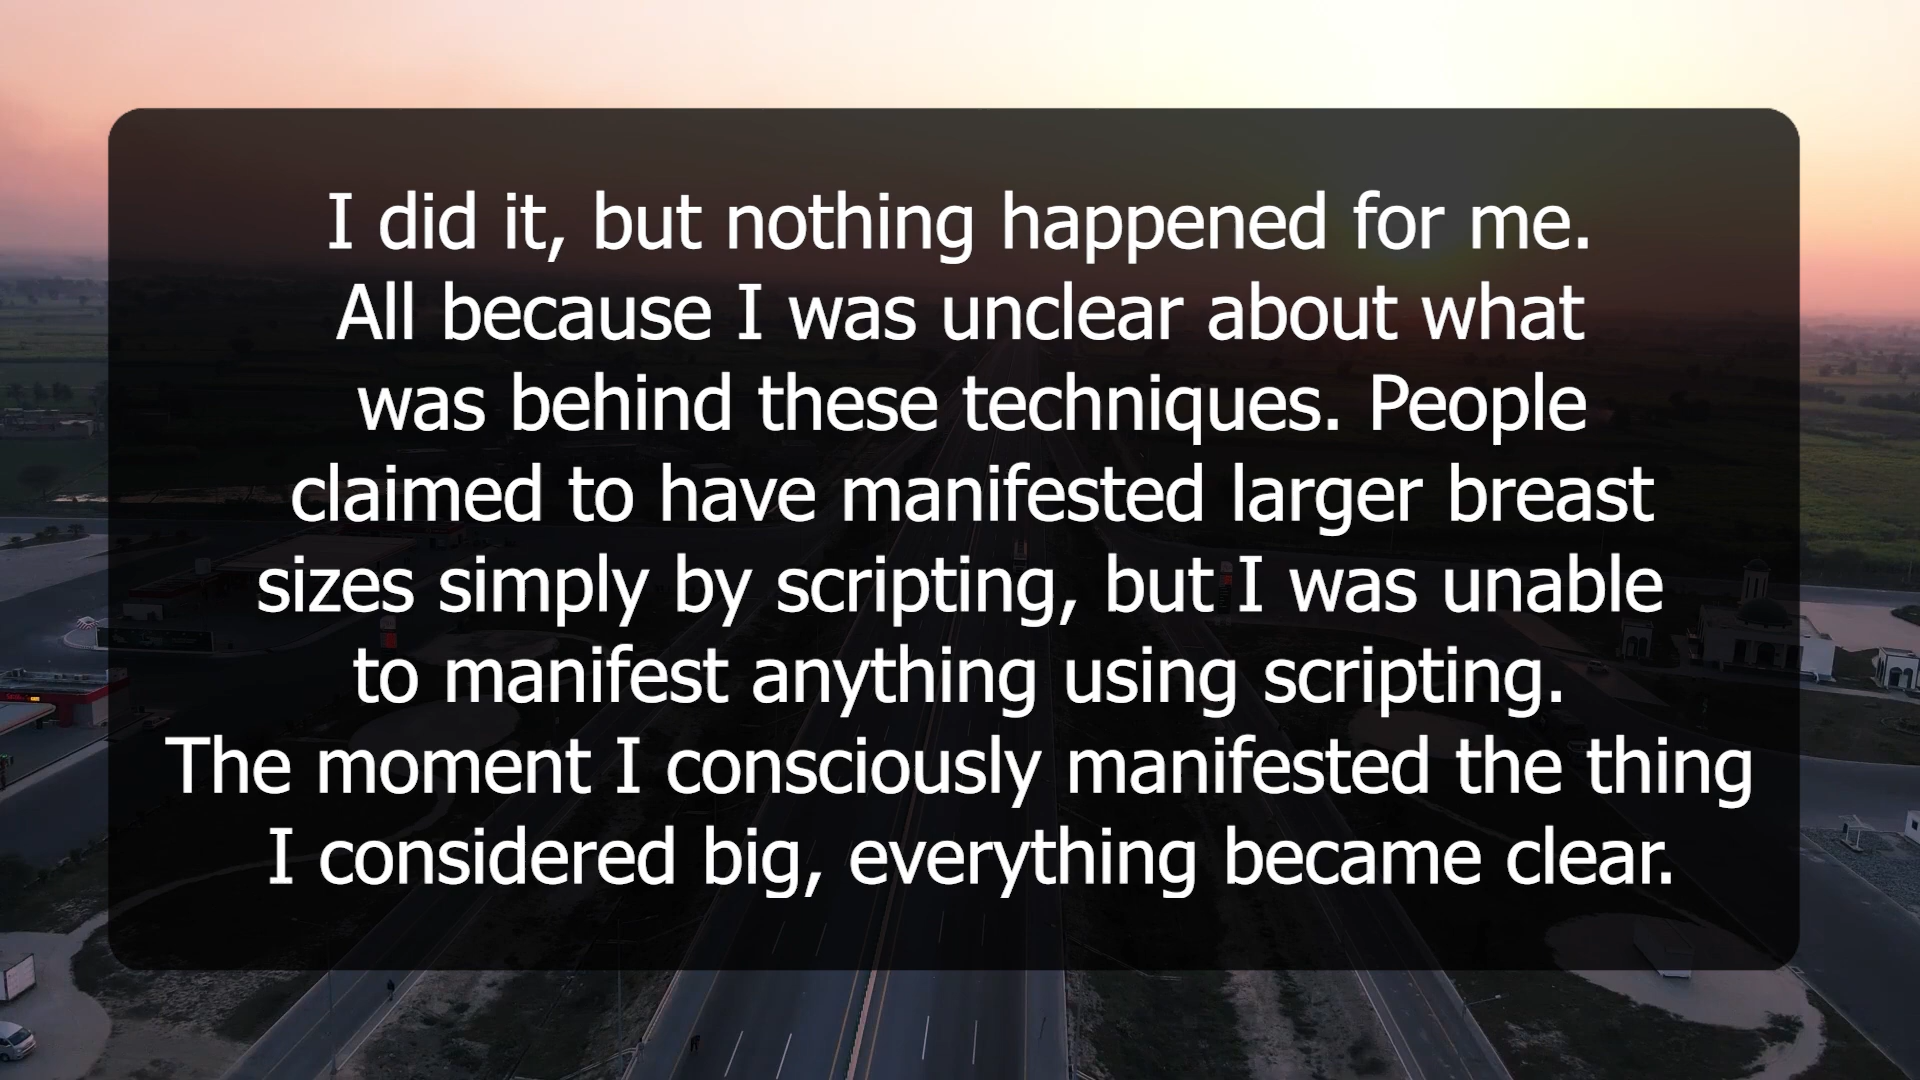 I did it, but nothing happened for me.
All because I was unclear about what
was behind these techniques. People
claimed to have manifested larger breast
sizes simply by scripting, but I was unable
to manifest anything using scripting.
The moment I consciously manifested the thing
I considered big, everything became clear.